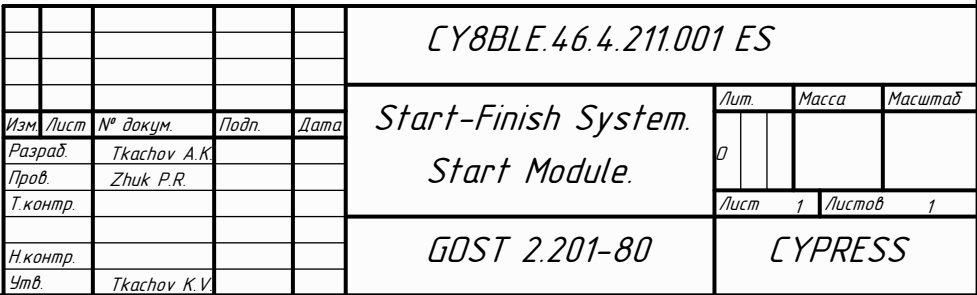 CY8BLE.46.4.211.001 ES
Изм. Лист № докум. Подп. Дата
Start-Finish System.
Start Module.
Лит. Масса Масштаб
Разраб. Tkachov A.K.
Пров. Zhuk P.R.
Т.контр.
О
Лист 1 Листов 1
Н.контр.
Утв. Tkachov K.V.
GOST 2.201-80
CYPRESS